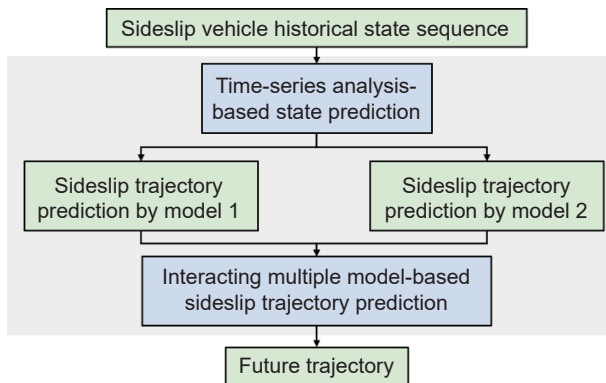 Sideslip vehicle historical state sequence
Time-series analysis-
based state prediction
Sideslip trajectory
prediction by model 1
Sideslip trajectory
prediction by model 2
Interacting multiple model-based
sideslip trajectory prediction
Future trajectory